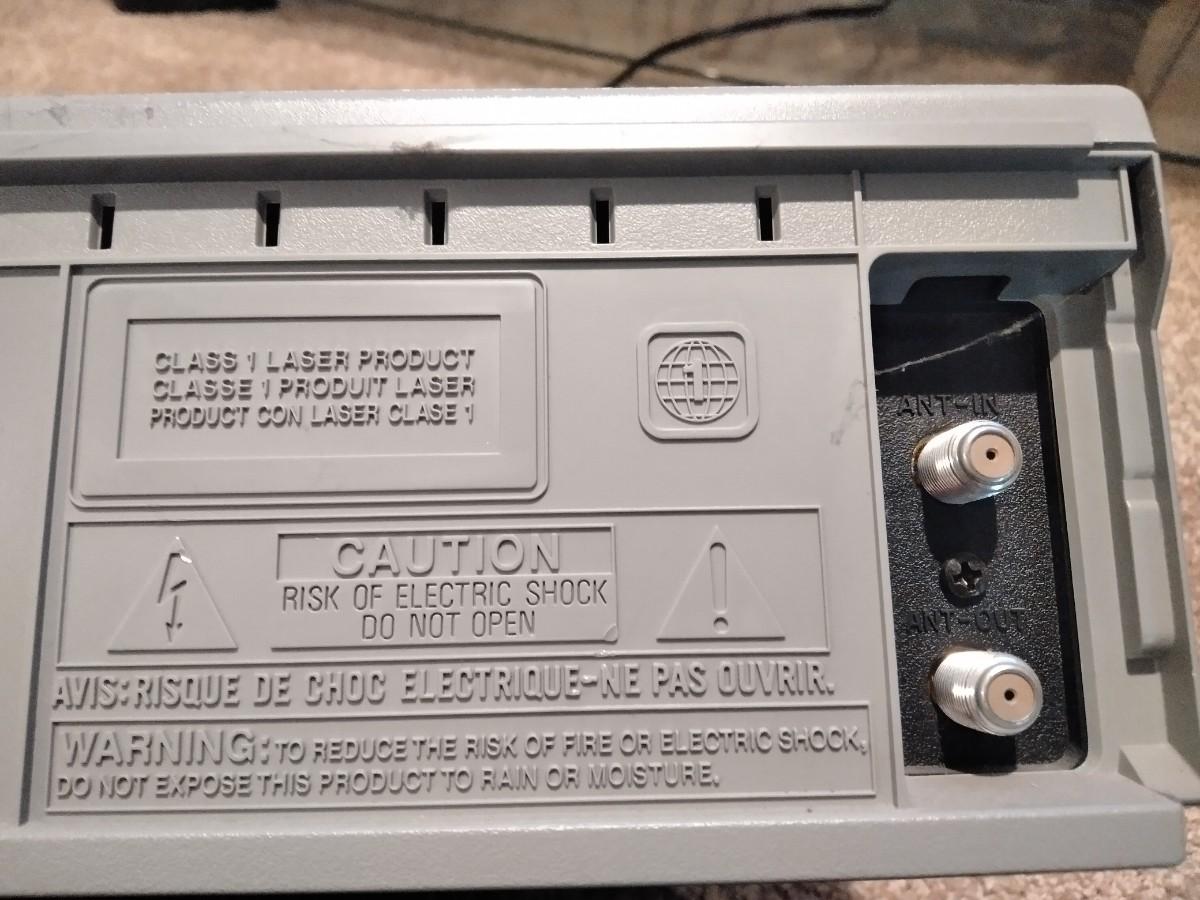 CLASS 1 LASER PRODUCT
CLASSE 1 PRODUIT LASER
PRODUCT CON LASER CLASE 1
1
ANT-IN
CAUTION
RISK OF ELECTRIC SHOCK
DO NOT OPEN
!
ANT-OUT
AVIS: RISQUE DE CHOC ELECTRIQUE-NE PAS OUVRIR.
WARNING: TO REDUCE THE RISK OF FIRE OR ELECTRIC SHOCK,
DO NOT EXPOSE THIS PRODUCT TO RAIN OR MOISTURE.